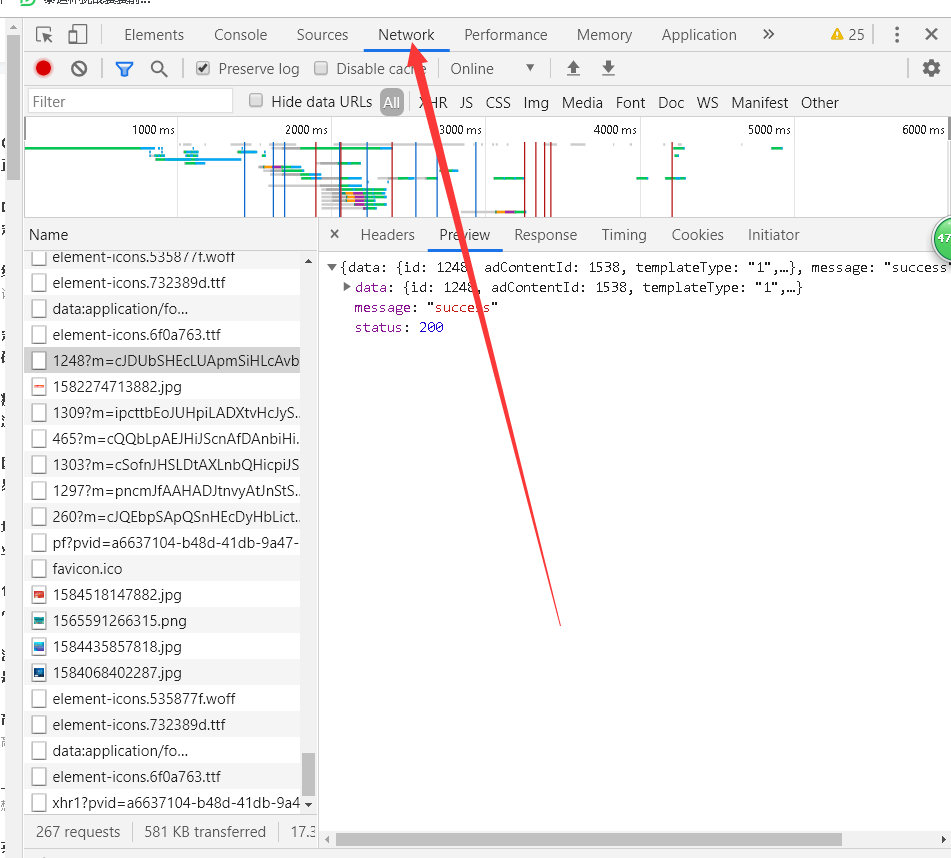 Elements Console Sources Network Performance Memory Application » 25
Preserve log Disable cache Online
Filter Hide data URLs All XHR JS CSS Img Media Font Doc WS Manifest Other
1000 ms 2000 ms 3000 ms 4000 ms 5000 ms 6000 ms
Name
× Headers Preview Response Timing Cookies Initiator
47
element-icons.535877f.woff
element-icons.732389d.ttf
data:application/fo...
element-icons.6f0a763.ttf
1248?m=cJDUbSHEcLUApmSiHLcAvb
1582274713882.jpg
1309?m=ipcttbEoJUHpiLADXtvHcJyS..
465?m=cQQbLpAEJHiJScnAfDAnbiHi.
1303?m=cSofnJHSLDtAXLnbQHicpiJS
1297?m=pncmJfAAHADJtnvyAtJnStS..
260?m=cJQEbpSApQSnHEcDyHbLict..
pf?pvid=a6637104-b48d-41db-9a47-
favicon.ico
1584518147882.jpg
1565591266315.png
1584435857818.jpg
1584068402287.jpg
element-icons.535877f.woff
element-icons.732389d.ttf
data:application/fo...
element-icons.6f0a763.ttf
xhr1?pvid=a6637104-b48d-41db-9a4
267 requests 581 KB transferred 17.3
{data: {id: 1248, adContentId: 1538, templateType: "1",…}, message: "success"
data: {id: 1248, adContentId: 1538, templateType: "1",…}
message: "success"
status: 200